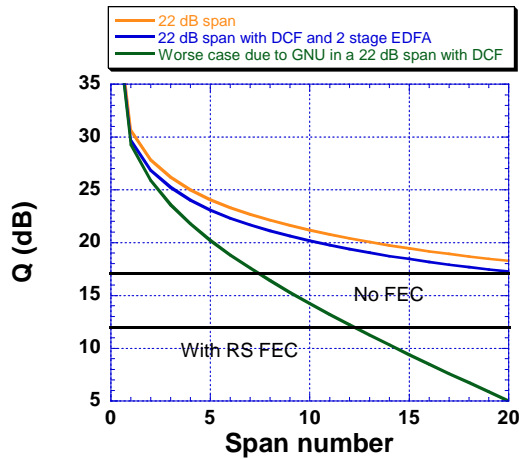 22 dB span
22 dB span with DCF and 2 stage EDFA
Worse case due to GNU in a 22 dB span with DCF
35
30
25
20
15
10
5
Q (dB)
No FEC
With RS FEC
0 5 10 15 20
Span number